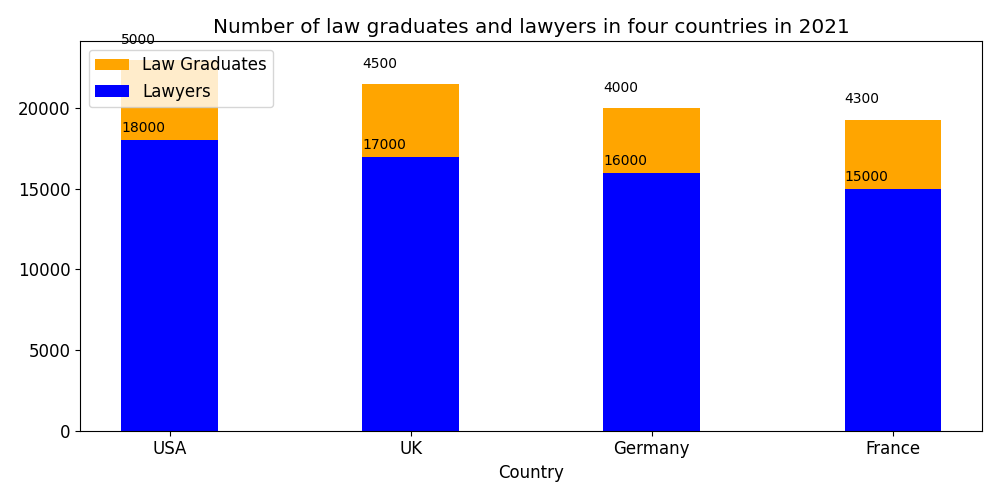 Number of law graduates and lawyers in four countries in 2021
5000
4500
4000
4300
Law Graduates
Lawyers
18000
17000
16000
15000
20000
15000
10000
5000
0
USA
UK
Germany
France
Country